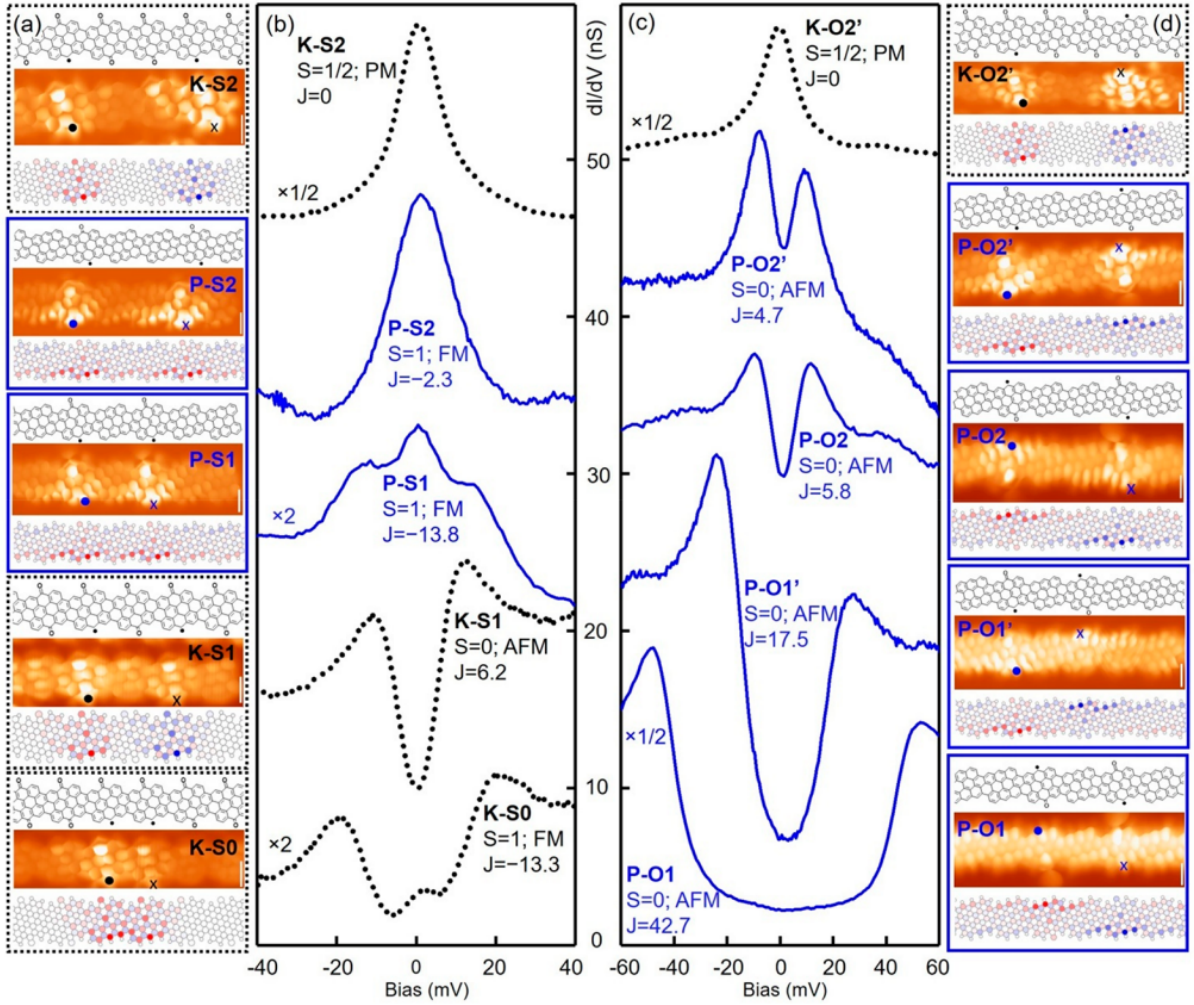 (a)
K-S2
P-S2
P-S1
K-S1
K-S0
(b)
K-S2
S=1/2; PM
J=0
×1/2
P-S2
S=1; FM
J=−2.3
P-S1
S=1; FM
J=−13.8
×2
K-S1
S=0; AFM
J=6.2
K-S0
S=1; FM
J=−13.3
×2
-40 -20 0 20 40
Bias (mV)
(c)
dI/dV (nS)
50
40
30
20
10
0
K-O2’
S=1/2; PM
J=0
×1/2
P-O2’
S=0; AFM
J=4.7
P-O2
S=0; AFM
J=5.8
P-O1’
S=0; AFM
J=17.5
×1/2
P-O1
S=0; AFM
J=42.7
-60 -40 -20 0 20 40 60
Bias (mV)
(d)
K-O2’
P-O2’
P-O2
P-O1’
P-O1